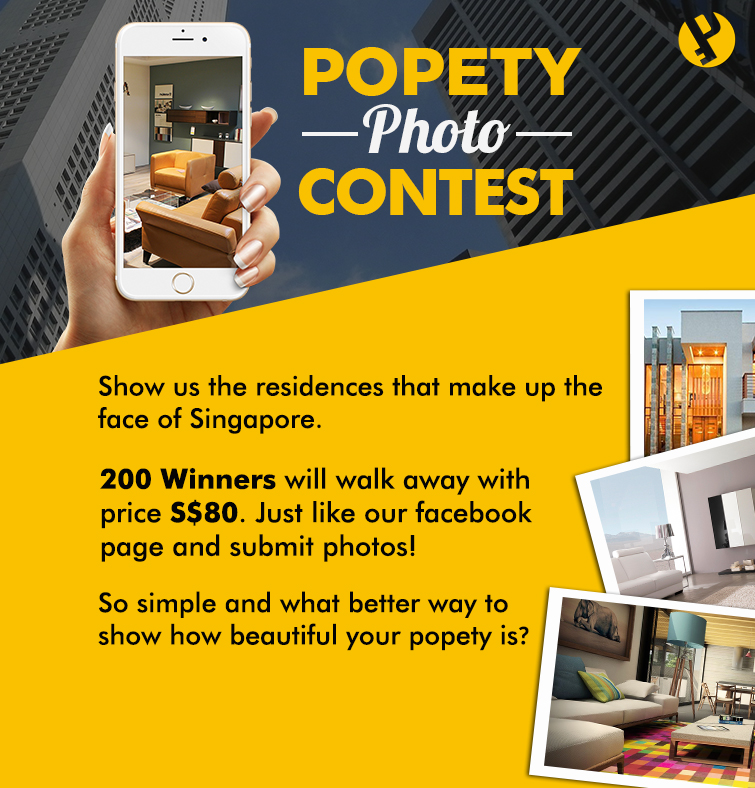 POPETY
Photo
CONTEST
Show us the residences that make up the
face of Singapore.
200 Winners will walk away with
price S$80. Just like our facebook
page and submit photos!
So simple and what better way to
show how beautiful your popety is?